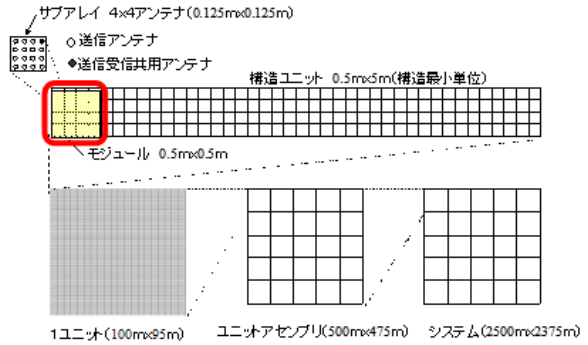 サブアレイ 4×4アンテナ(0.125m×0.125m)
○送信アンテナ
●送信受信共用アンテナ
構造ユニット 0.5m×5m(構造最小単位)
モジュール 0.5m×0.5m
1ユニット(100m×95m)
ユニットアセンブリ(500m×475m)
システム(2500m×2375m)